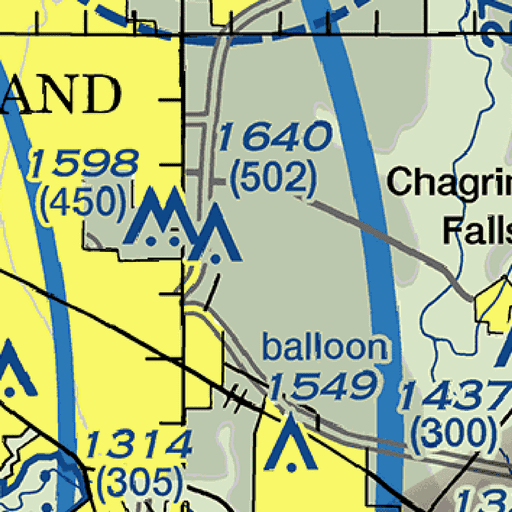 AND
1640
(502)
1598
(450)
Chagrin
Falls
balloon
1549
1437
(300)
1314
(305)